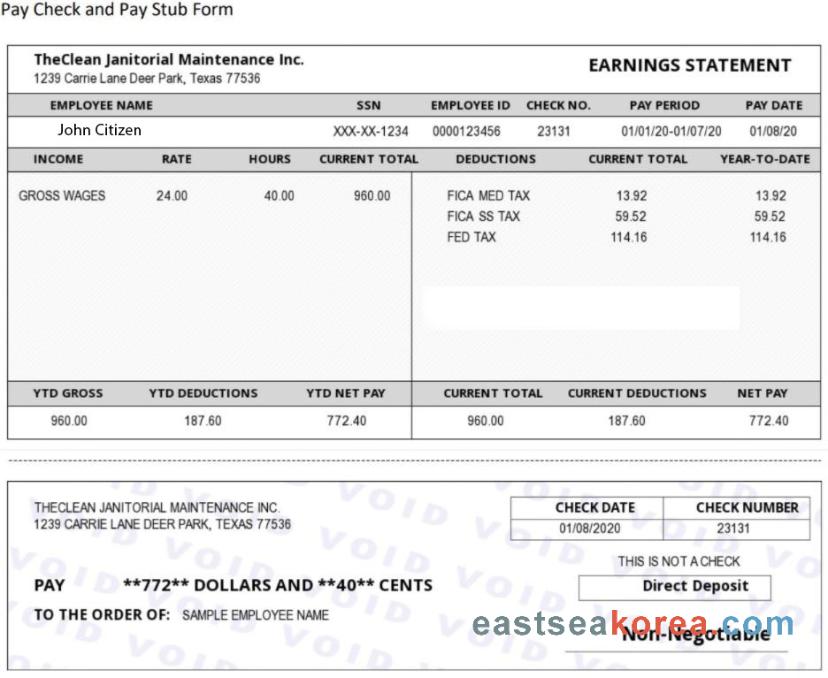 Pay Check and Pay Stub Form
TheClean Janitorial Maintenance Inc.
1239 Carrie Lane Deer Park, Texas 77536
EARNINGS STATEMENT
EMPLOYEE NAME SSN EMPLOYEE ID CHECK NO. PAY PERIOD PAY DATE
John Citizen XXX-XX-1234 0000123456 23131 01/01/20-01/07/20 01/08/20
INCOME RATE HOURS CURRENT TOTAL DEDUCTIONS CURRENT TOTAL YEAR-TO-DATE
GROSS WAGES 24.00 40.00 960.00 FICA MED TAX 13.92 13.92
FICA SS TAX 59.52 59.52
FED TAX 114.16 114.16
YTD GROSS YTD DEDUCTIONS YTD NET PAY CURRENT TOTAL CURRENT DEDUCTIONS NET PAY
960.00 187.60 772.40 960.00 187.60 772.40
THECLEAN JANITORIAL MAINTENANCE INC.
1239 CARRIE LANE DEER PARK, TEXAS 77536
CHECK DATE CHECK NUMBER
01/08/2020 23131
THIS IS NOT A CHECK
PAY **772** DOLLARS AND **40** CENTS
Direct Deposit
TO THE ORDER OF: SAMPLE EMPLOYEE NAME
eastseakorea.com
Non-Negotiable
VOID VOID VOID VOID